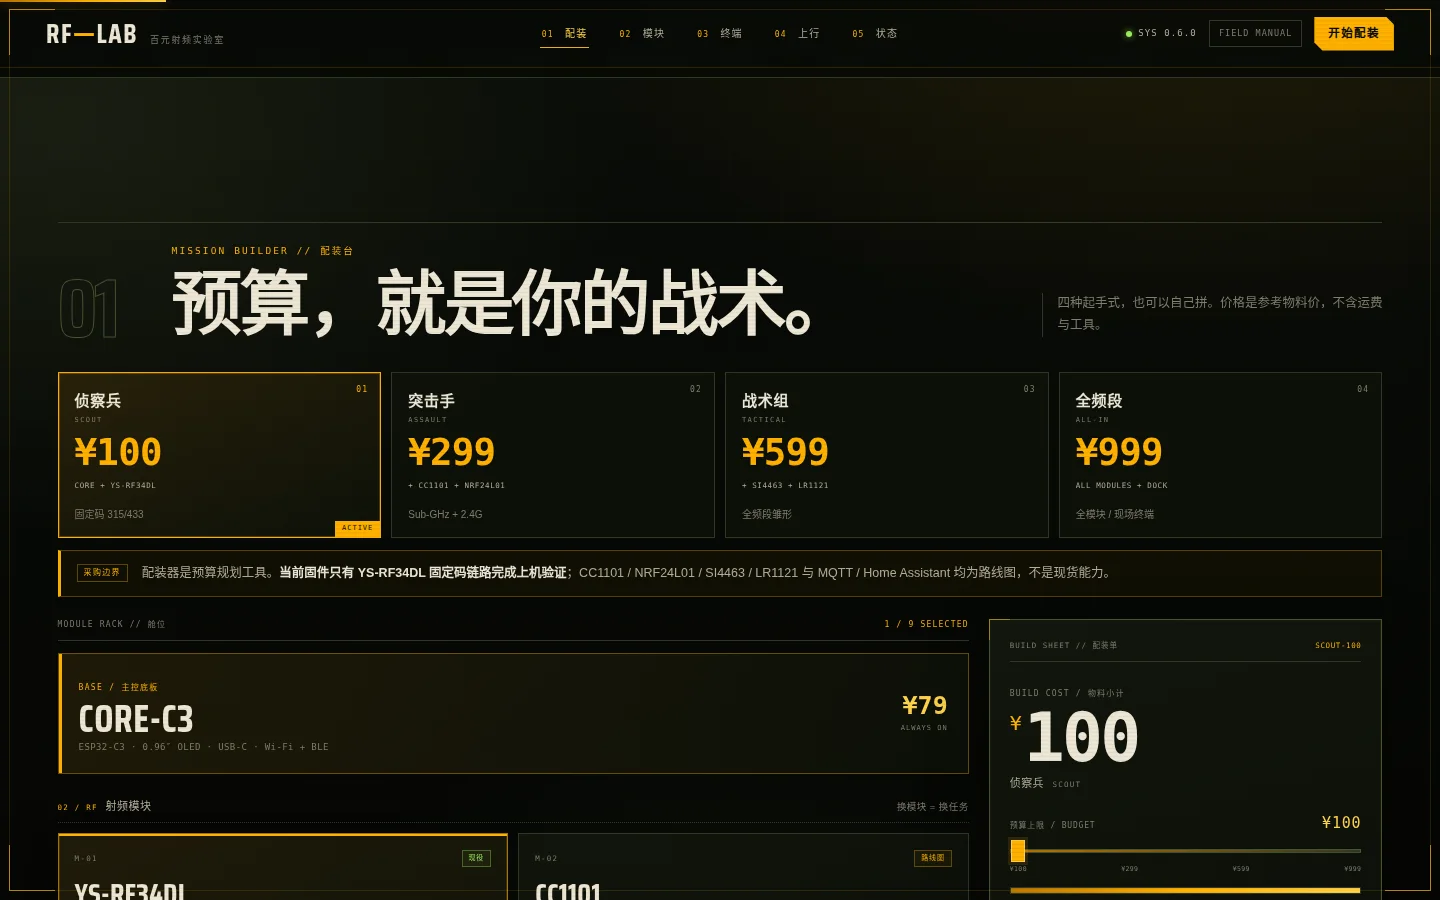 RF—LAB 百元射频实验室
01 配装 02 模块 03 终端 04 上行 05 状态
SYS 0.6.0
FIELD MANUAL
开始配装
MISSION BUILDER // 配装台
01
预算，就是你的战术。
四种起手式，也可以自己拼。价格是参考物料价，不含运费
与工具。
01
侦察兵
SCOUT
¥100
CORE + YS-RF34DL
固定码 315/433
ACTIVE
02
突击手
ASSAULT
¥299
+ CC1101 + NRF24L01
Sub-GHz + 2.4G
03
战术组
TACTICAL
¥599
+ SI4463 + LR1121
全频段雏形
04
全频段
ALL-IN
¥999
ALL MODULES + DOCK
全模块 / 现场终端
采购边界 配装器是预算规划工具。当前固件只有 YS-RF34DL 固定码链路完成上机验证；CC1101 / NRF24L01 / SI4463 / LR1121 与 MQTT / Home Assistant 均为路线图，不是现货能力。
MODULE RACK // 舱位
1 / 9 SELECTED
BASE / 主控底板
CORE-C3
ESP32-C3 · 0.96″ OLED · USB-C · Wi-Fi + BLE
¥79
ALWAYS ON
02 / RF 射频模块
换模块 = 换任务
M-01
现役
YS-RF34DL
M-02
路线图
CC1101
BUILD SHEET // 配装单
SCOUT-100
BUILD COST / 物料小计
¥100
侦察兵 SCOUT
预算上限 / BUDGET
¥100
¥100 ¥299 ¥599 ¥999